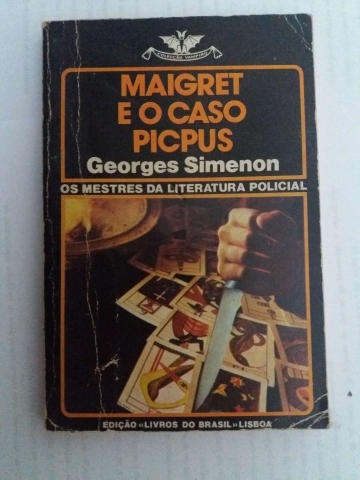 COLECÇÃO VAMPIRO
MAIGRET
E O CASO
PICPUS
Georges Simenon
OS MESTRES DA LITERATURA POLICIAL
EDIÇÃO «LIVROS DO BRASIL» LISBOA